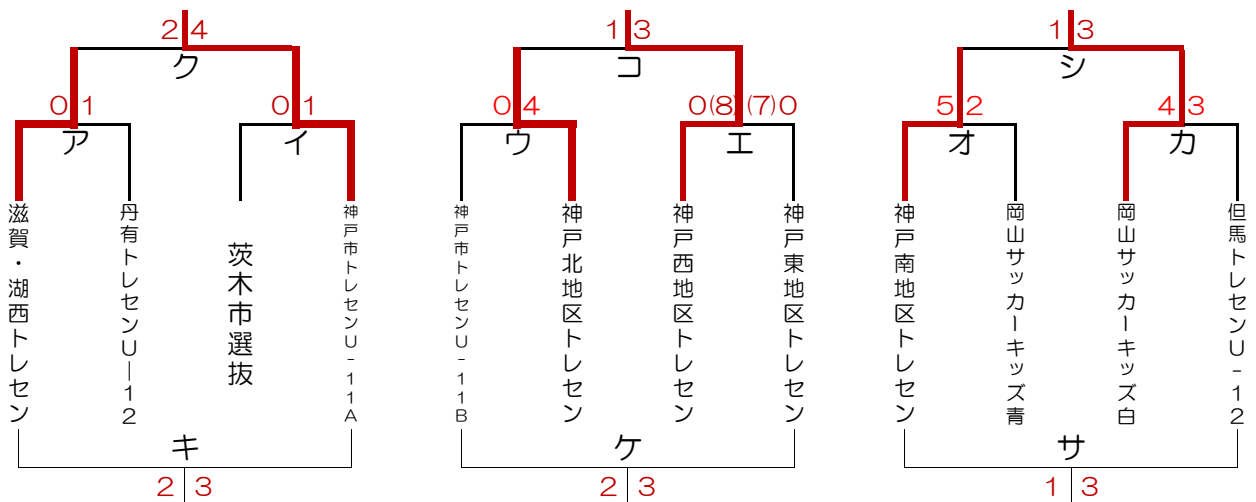 2 4
ク
0 1
ア
0 1
イ
滋賀・湖西トレセン
丹有トレセンU―12
茨木市選抜
神戸市トレセンU-11A
キ
2 3
1 3
コ
0 4
ウ
0(8) (7)0
エ
神戸市トレセンU-11B
神戸北地区トレセン
神戸西地区トレセン
神戸東地区トレセン
ケ
2 3
1 3
シ
5 2
オ
4 3
カ
神戸南地区トレセン
岡山サッカーキッズ青
岡山サッカーキッズ白
但馬トレセンU-12
サ
1 3